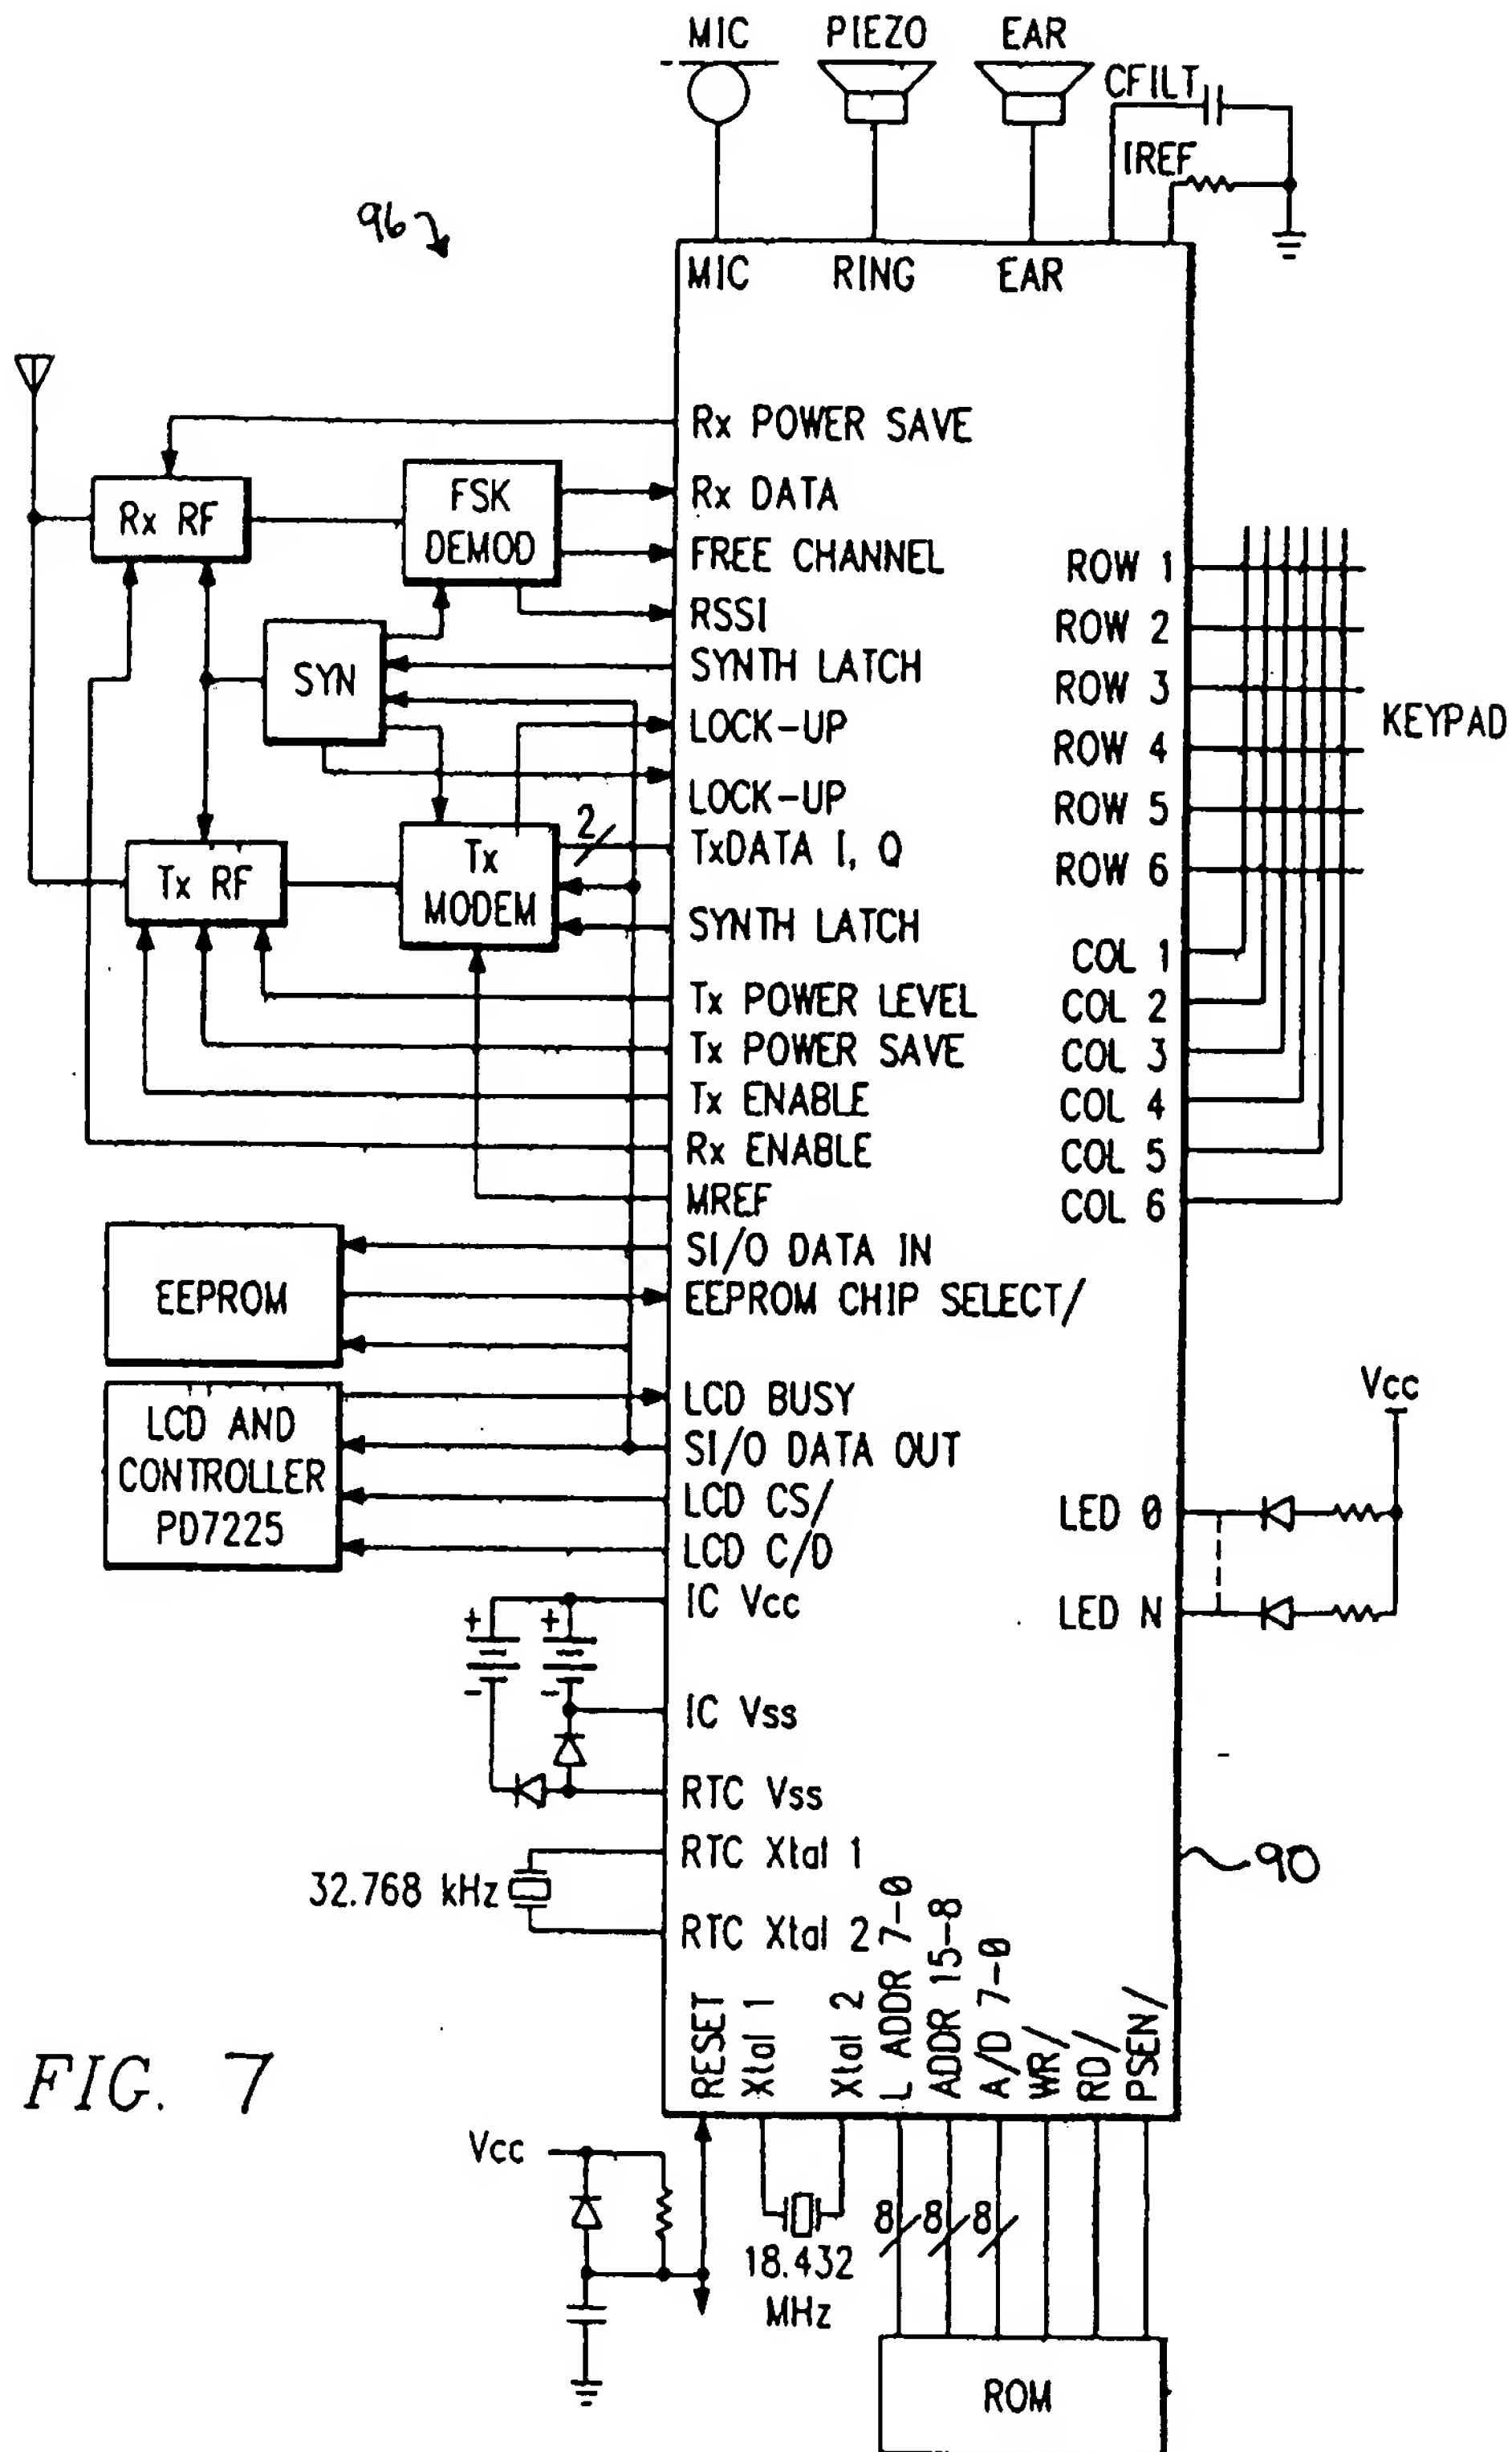 MIC PIEZO EAR
CFILT
IREF
96
MIC RING EAR
Rx POWER SAVE
Rx RF
FSK
DEMOD
Rx DATA
FREE CHANNEL
RSSI
SYN
SYNTH LATCH
LOCK-UP
LOCK-UP
Tx RF
Tx
MODEM
2
TxDATA I, Q
SYNTH LATCH
Tx POWER LEVEL
Tx POWER SAVE
Tx ENABLE
Rx ENABLE
MREF
ROW 1
ROW 2
ROW 3
ROW 4
ROW 5
ROW 6
KEYPAD
COL 1
COL 2
COL 3
COL 4
COL 5
COL 6
EEPROM
SI/O DATA IN
EEPROM CHIP SELECT/
LCD AND
CONTROLLER
PD7225
LCD BUSY
SI/O DATA OUT
LCD CS/
LCD C/D
Vcc
LED 0
LED N
+ +
- -
IC Vcc
IC Vss
RTC Vss
RTC Xtal 1
32.768 kHz
RTC Xtal 2
90
RESET
Xtal 1
Xtal 2
L ADDR 7-0
ADDR 15-8
A/D 7-0
WR/
RD/
PSEN/
FIG. 7
Vcc
18.432
MHz
8 8 8
ROM